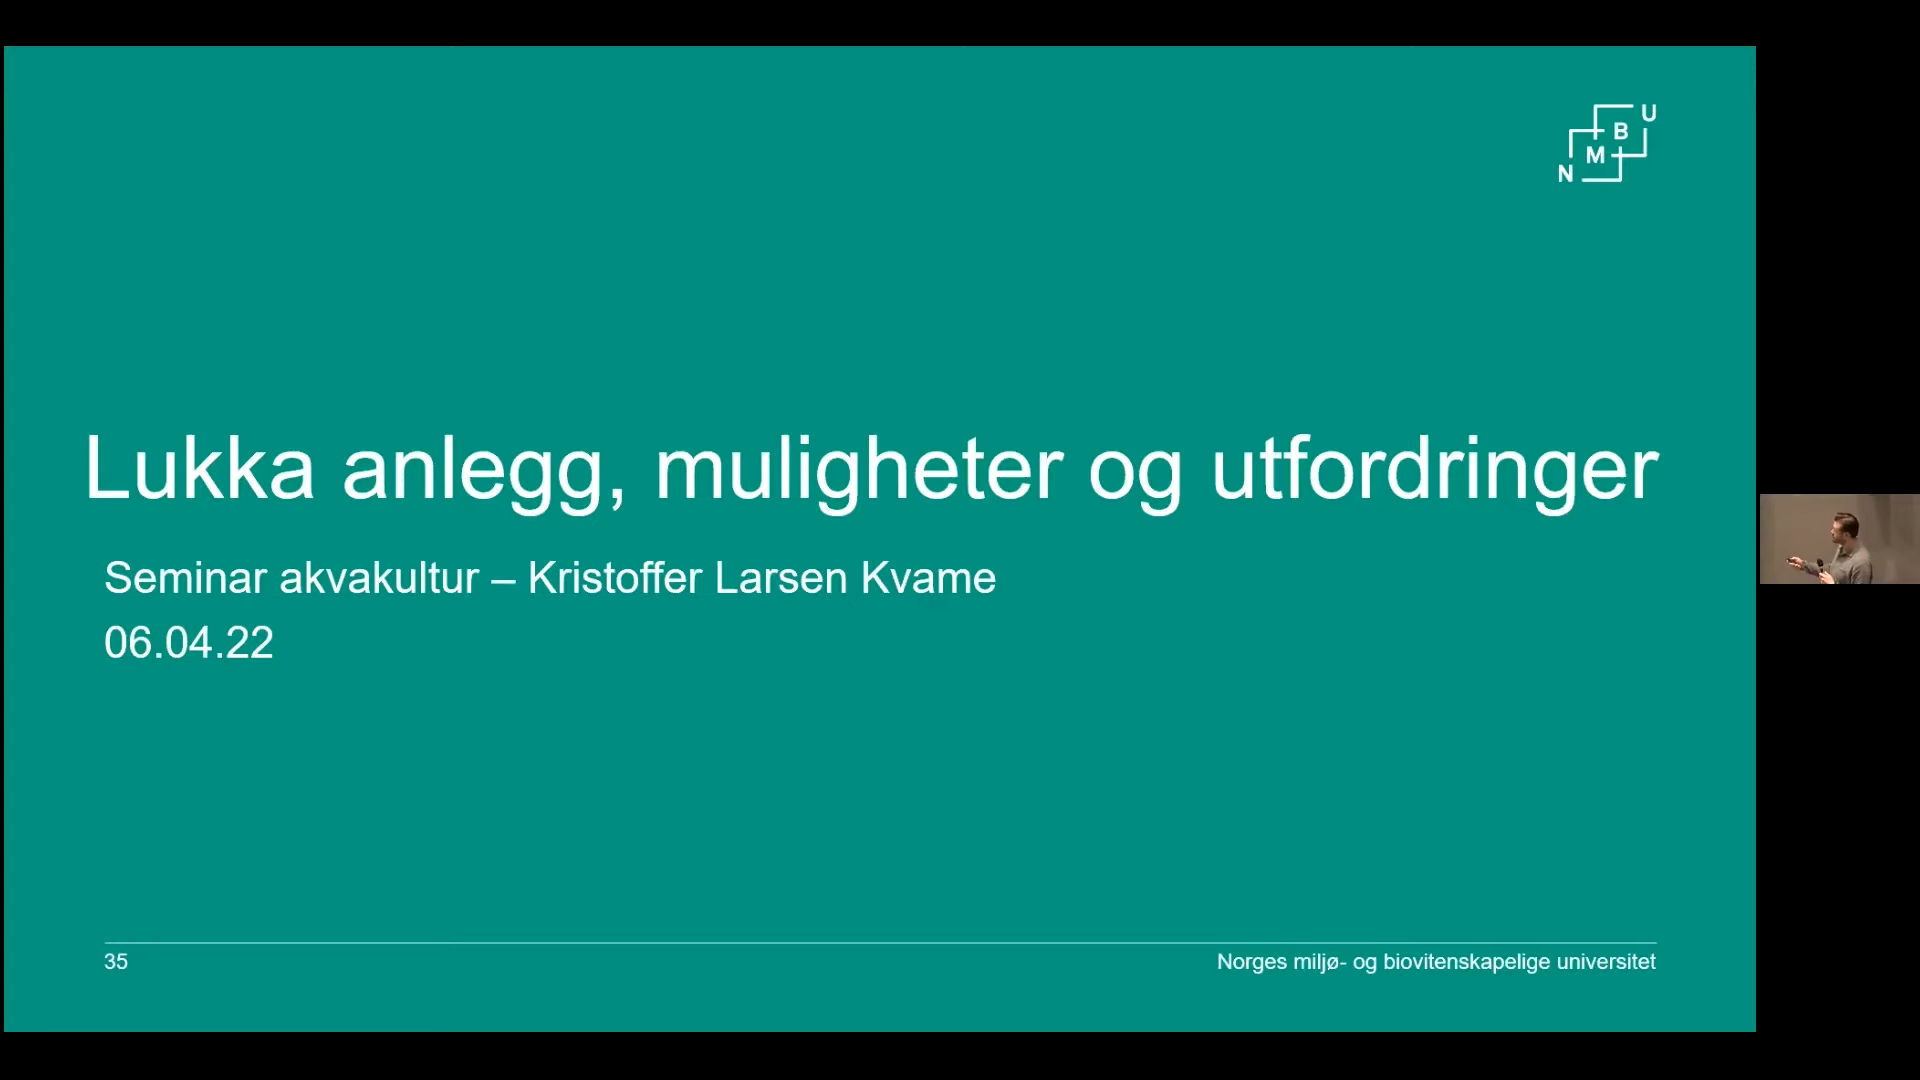 N M B U
Lukka anlegg, muligheter og utfordringer
Seminar akvakultur – Kristoffer Larsen Kvame
06.04.22
35
Norges miljø- og biovitenskapelige universitet